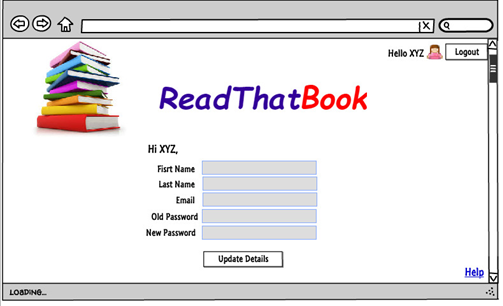 Hello XYZ Logout
ReadThatBook
Hi XYZ,
Fisrt Name
Last Name
Email
Old Password
New Password
Update Details
Help
LOADING...